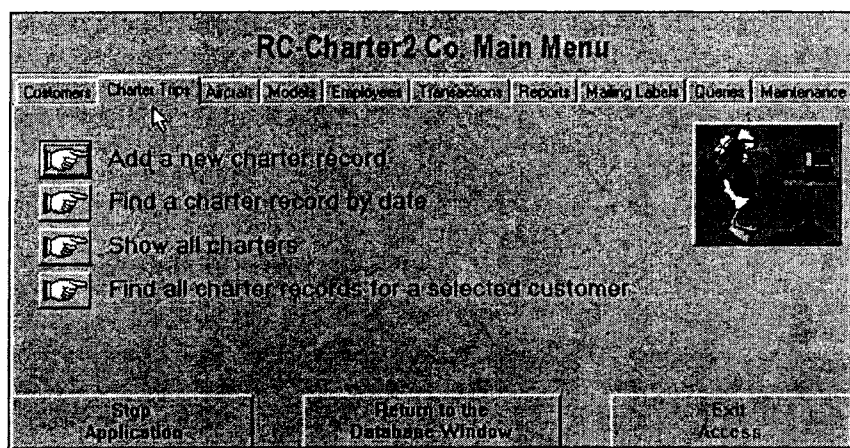 RC-Charter2 Co. Main Menu
Customers Charter Trips Aircraft Models Employees Transactions Reports Mailing Labels Queries Maintenance
Add a new charter record
Find a charter record by date
Show all charters
Find all charter records for a selected customer
Stop
Application
Return to the
Database Window
Exit
Access